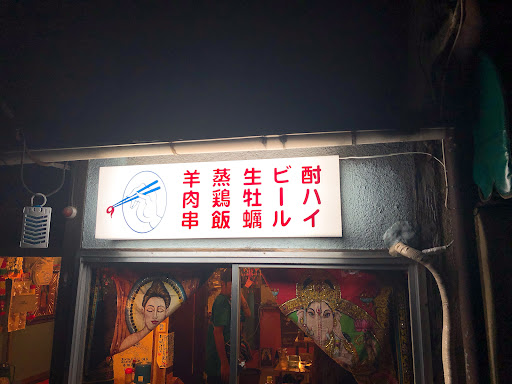 酎ハイ
ビール
生牡蠣
蒸鶏飯
羊肉串